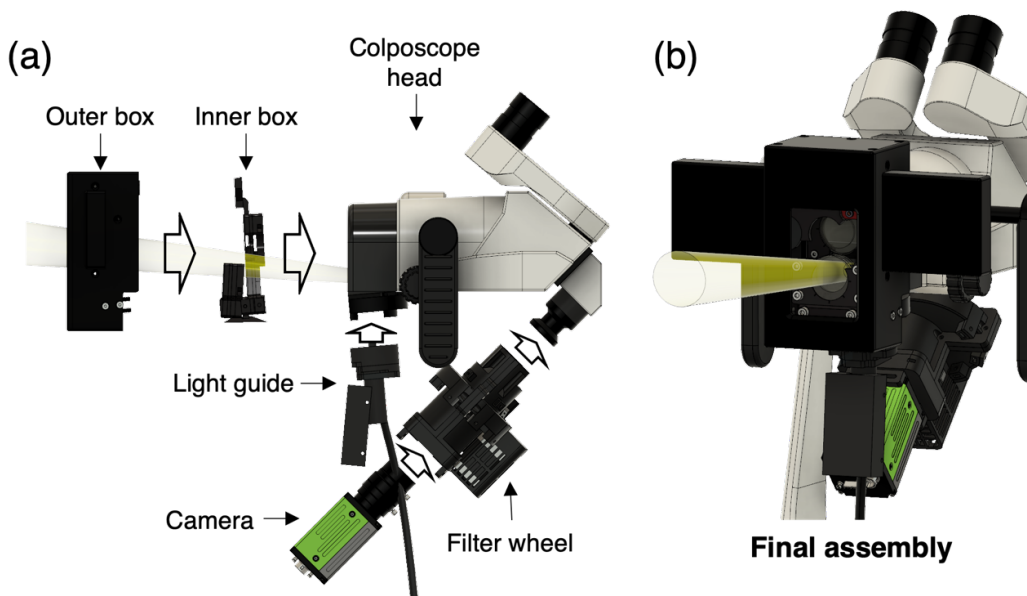 (a)
Colposcope
head
(b)
Outer box
Inner box
Light guide
Camera
Filter wheel
Final assembly